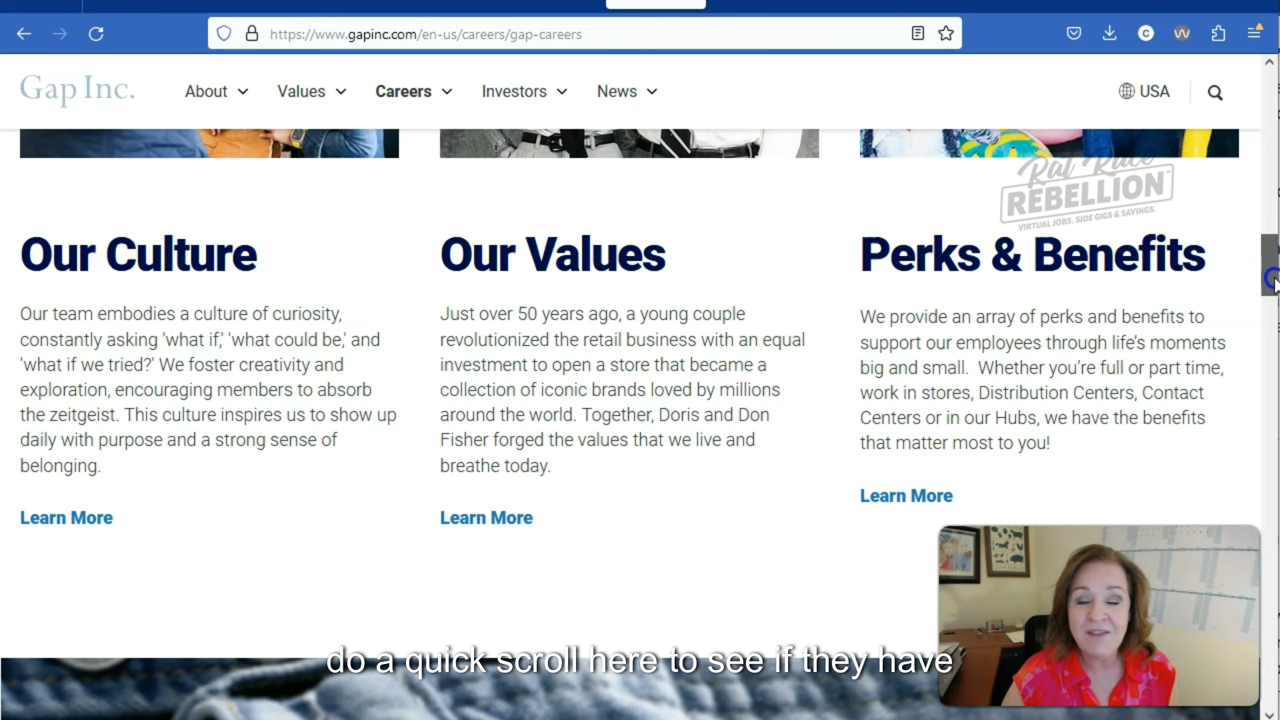 https://www.gapinc.com/en-us/careers/gap-careers
Gap Inc.
About
Values
Careers
Investors
News
USA
Rat Race
REBELLION
VIRTUAL JOBS, SIDE GIGS & SAVINGS.
Our Culture
Our team embodies a culture of curiosity,
constantly asking 'what if,' 'what could be,' and
'what if we tried?' We foster creativity and
exploration, encouraging members to absorb
the zeitgeist. This culture inspires us to show up
daily with purpose and a strong sense of
belonging.
Learn More
Our Values
Just over 50 years ago, a young couple
revolutionized the retail business with an equal
investment to open a store that became a
collection of iconic brands loved by millions
around the world. Together, Doris and Don
Fisher forged the values that we live and
breathe today.
Learn More
Perks & Benefits
We provide an array of perks and benefits to
support our employees through life's moments
big and small. Whether you're full or part time,
work in stores, Distribution Centers, Contact
Centers or in our Hubs, we have the benefits
that matter most to you!
Learn More
do a quick scroll here to see if they have